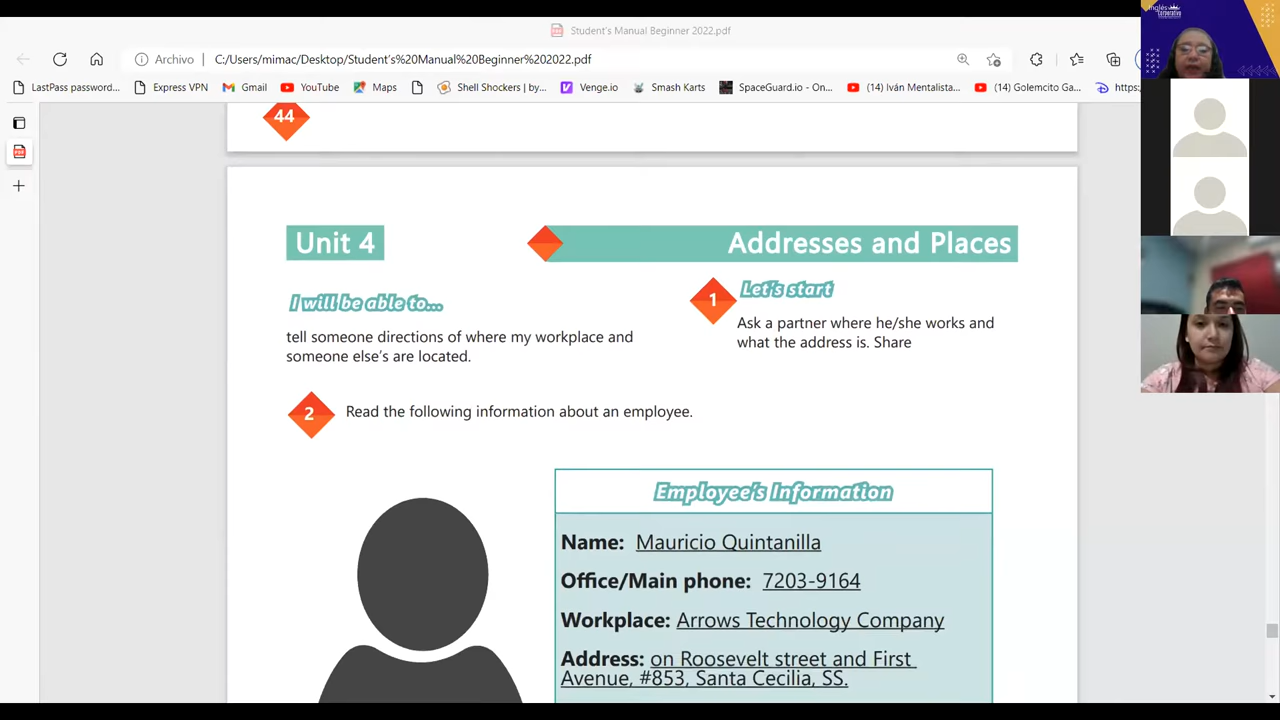 Student's Manual Beginner 2022.pdf
Archivo
C:/Users/mimac/Desktop/Student´s%20Manual%20Beginner%202022.pdf
LastPass password...
Express VPN
Gmail
YouTube
Maps
Shell Shockers | by...
Venge.io
Smash Karts
SpaceGuard.io - On...
(14) Iván Mentalista...
(14) Golemcito Ga...
https:
44
Unit 4
Addresses and Places
I will be able to...
tell someone directions of where my workplace and
someone else's are located.
1
Let's start
Ask a partner where he/she works and
what the address is. Share
2
Read the following information about an employee.
Employee's Information
Name: Mauricio Quintanilla
Office/Main phone: 7203-9164
Workplace: Arrows Technology Company
Address: on Roosevelt street and First
Avenue, #853, Santa Cecilia, SS.
Inglés
Corporativo